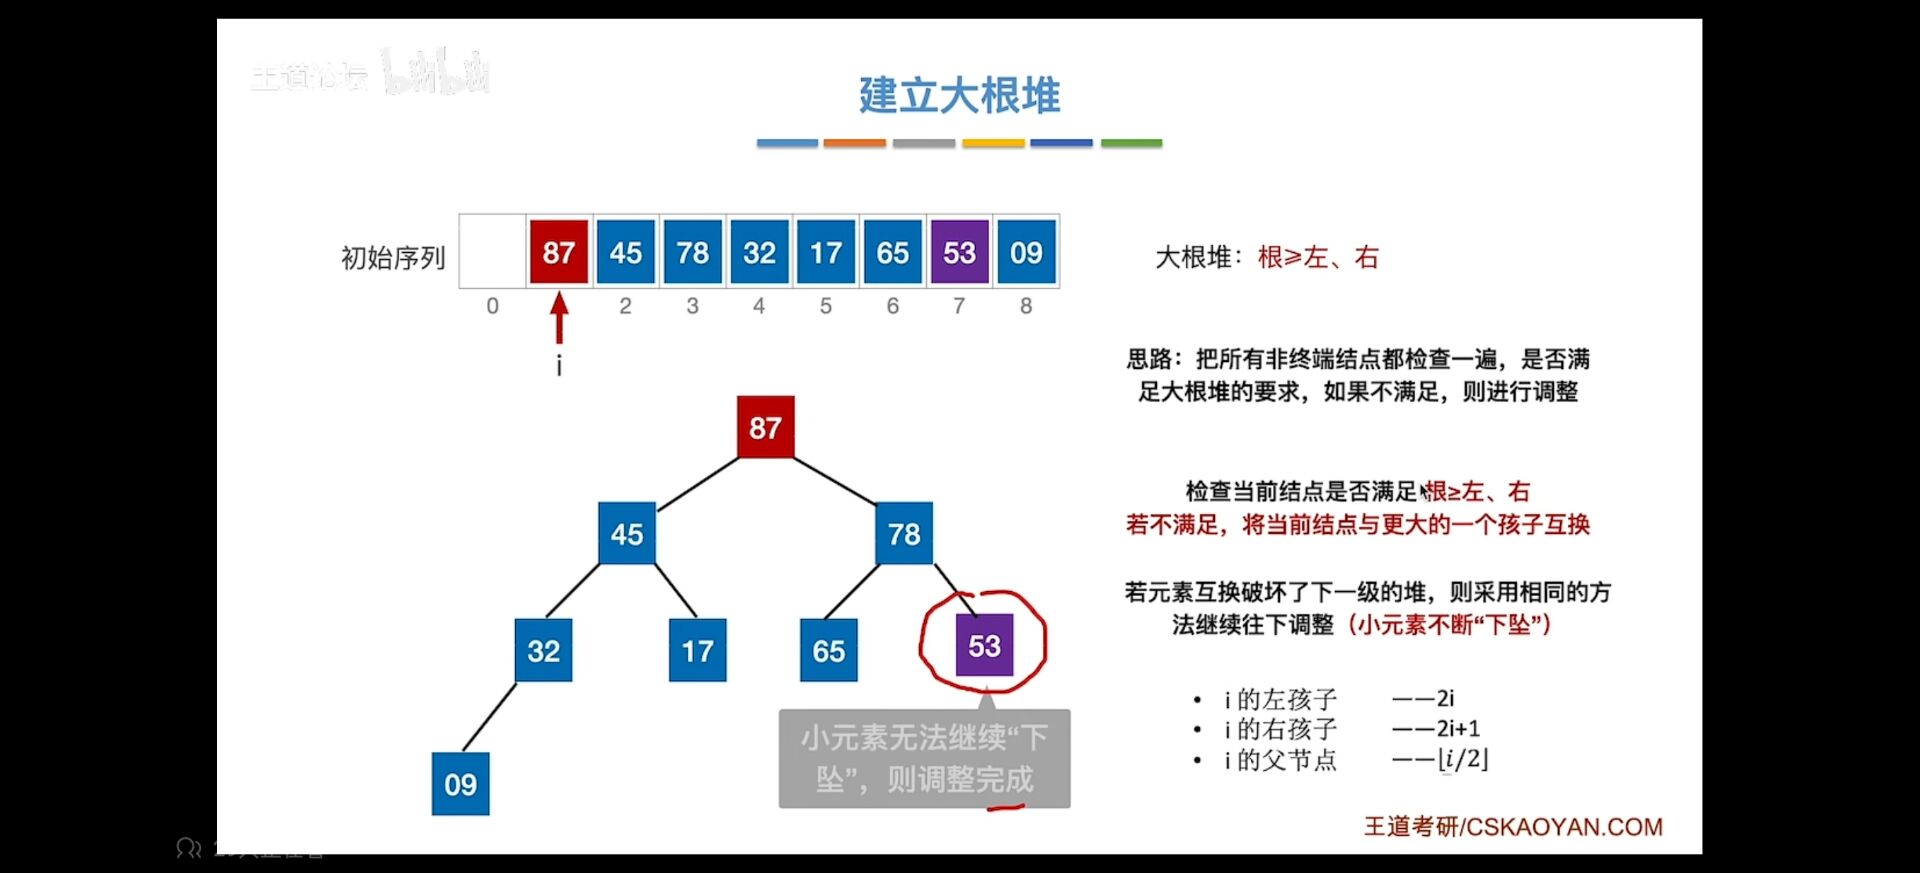 王道论坛 bilibili
建立大根堆
初始序列 87 45 78 32 17 65 53 09
0 2 3 4 5 6 7 8
i
大根堆：根≥左、右
思路：把所有非终端结点都检查一遍，是否满
足大根堆的要求，如果不满足，则进行调整
87
45 78
32 17 65 53
09
小元素无法继续“下
坠”，则调整完成
检查当前结点是否满足根≥左、右
若不满足，将当前结点与更大的一个孩子互换
若元素互换破坏了下一级的堆，则采用相同的方
法继续往下调整（小元素不断“下坠”）
• i 的左孩子 ——2i
• i 的右孩子 ——2i+1
• i 的父节点 ——⌊i/2⌋
王道考研/CSKAOYAN.COM